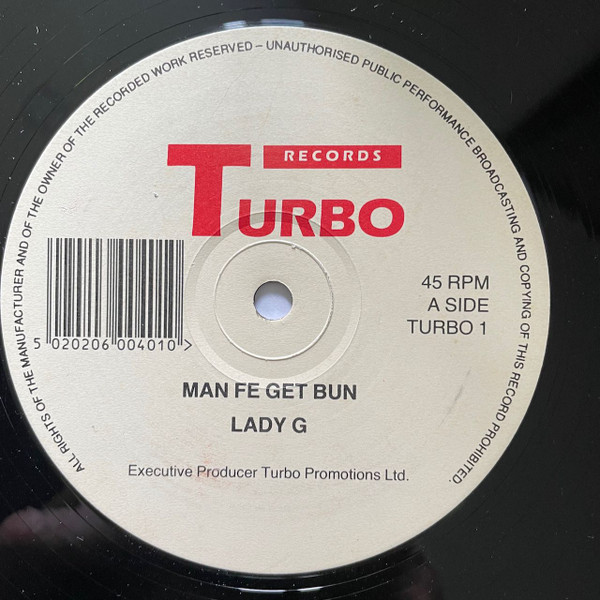 ALL RIGHTS OF THE MANUFACTURER AND OF THE OWNER OF THE RECORDED WORK RESERVED – UNAUTHORISED PUBLIC PERFORMANCE BROADCASTING AND COPYING OF THIS RECORD PROHIBITED.
RECORDS
TURBO
45 RPM
A SIDE
TURBO 1
5 020206 004010 >
MAN FE GET BUN
LADY G
Executive Producer Turbo Promotions Ltd.